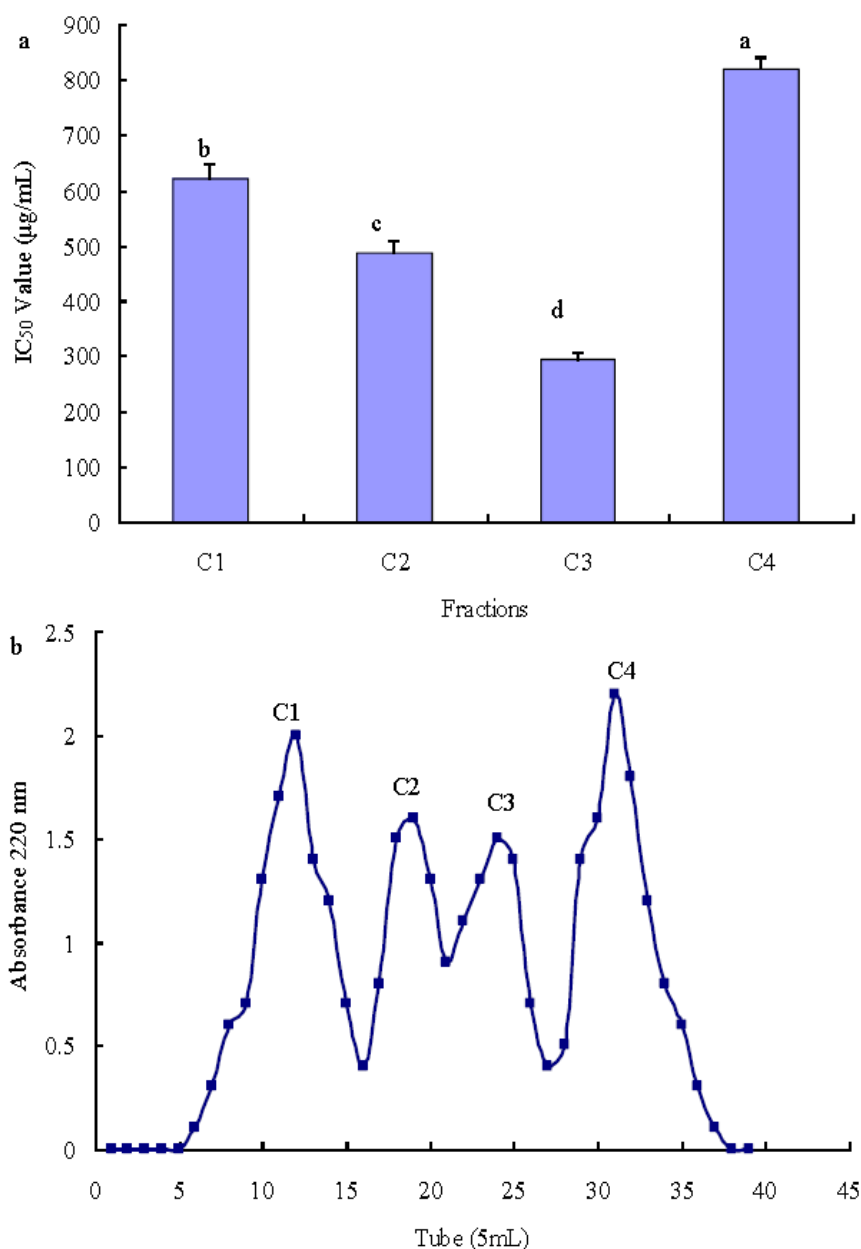 a
IC50 Value (µg/mL)
900
800
700
600
500
400
300
200
100
0
b
c
d
a
C1 C2 C3 C4
Fractions
b
Absorbance 220 nm
2.5
2
1.5
1
0.5
0
C1
C2
C3
C4
0 5 10 15 20 25 30 35 40 45
Tube (5mL)